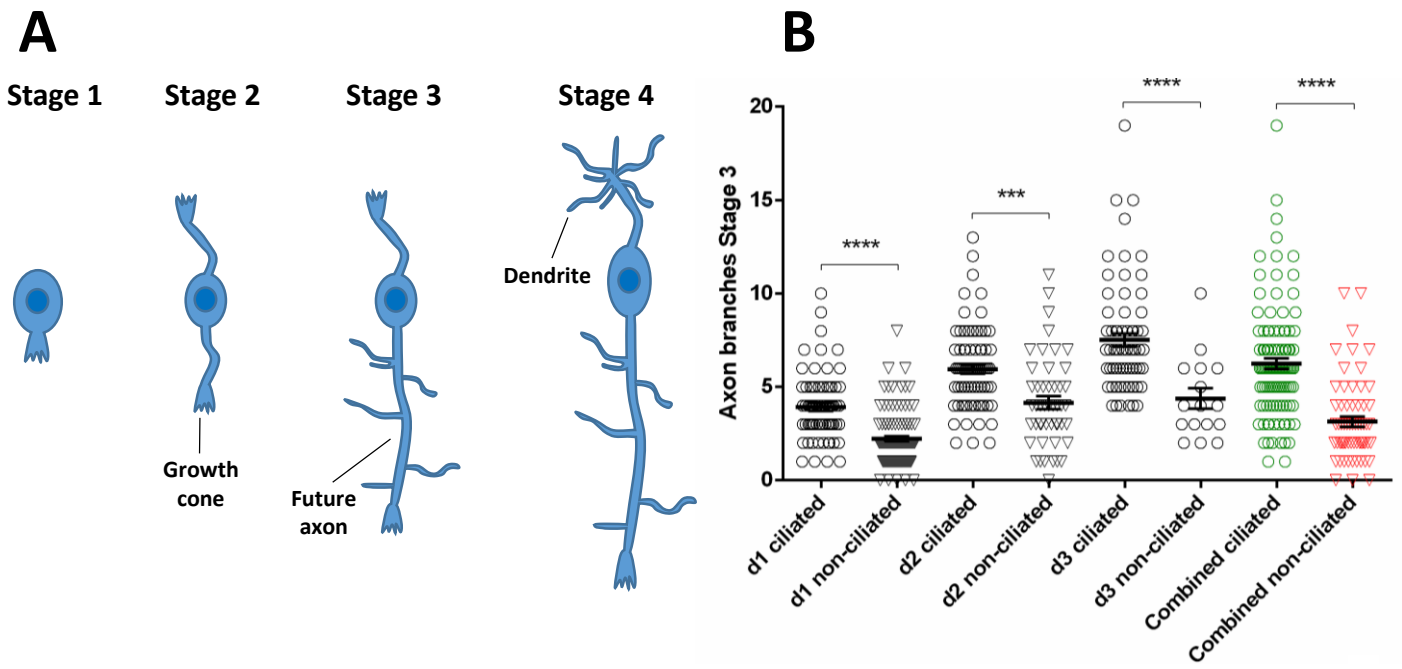 A
Stage 1
Stage 2
Stage 3
Stage 4
Dendrite
Growth
cone
Future
axon
B
Axon branches Stage 3
20
15
10
5
0
****
***
****
****
d1 ciliated
d1 non-ciliated
d2 ciliated
d2 non-ciliated
d3 ciliated
d3 non-ciliated
Combined ciliated
Combined non-ciliated